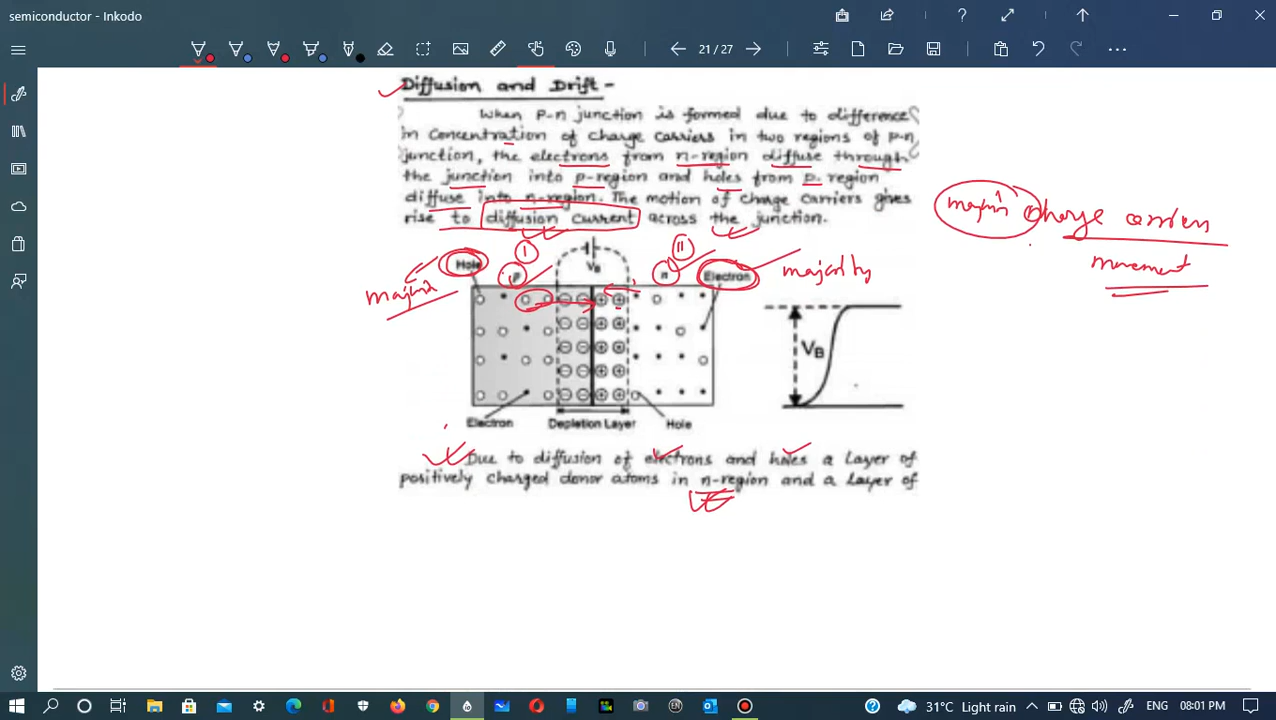 semiconductor - Inkodo
21 / 27
Diffusion and Drift -
When P-n junction is formed due to difference
in concentration of charge carriers in two regions of p-n
junction, the electrons from n-region diffuse through
the junction into p-region and holes from p-region
diffuse into n-region. The motion of charge carriers gives
rise to diffusion current across the junction.
charge carriers
movement
I
II
VB
Hole
P
n
Electron
majority
VB
Electron
Depletion Layer
Hole
Due to diffusion of electrons and holes a layer of
positively charged donor atoms in n-region and a layer of
31°C Light rain
ENG
08:01 PM